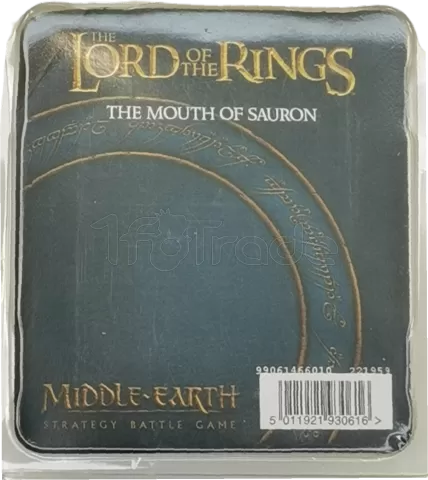 THE
LORD OF THE RINGS
THE MOUTH OF SAURON
MIDDLE-EARTH
STRATEGY BATTLE GAME
99061466010 221953
5 011921 930616 >